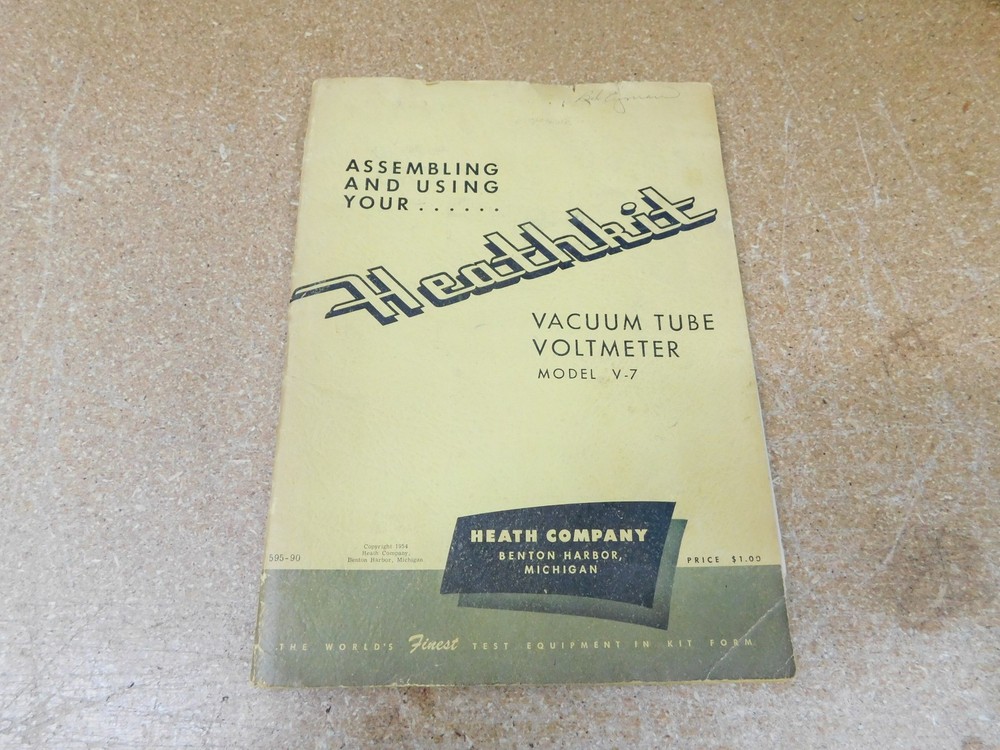 ASSEMBLING
AND USING
YOUR ......
Heathkit
VACUUM TUBE
VOLTMETER
MODEL V-7
HEATH COMPANY
BENTON HARBOR,
MICHIGAN
595-90
Copyright 1954
Heath Company,
Benton Harbor, Michigan
PRICE $1.00
THE WORLD'S Finest TEST EQUIPMENT IN KIT FORM